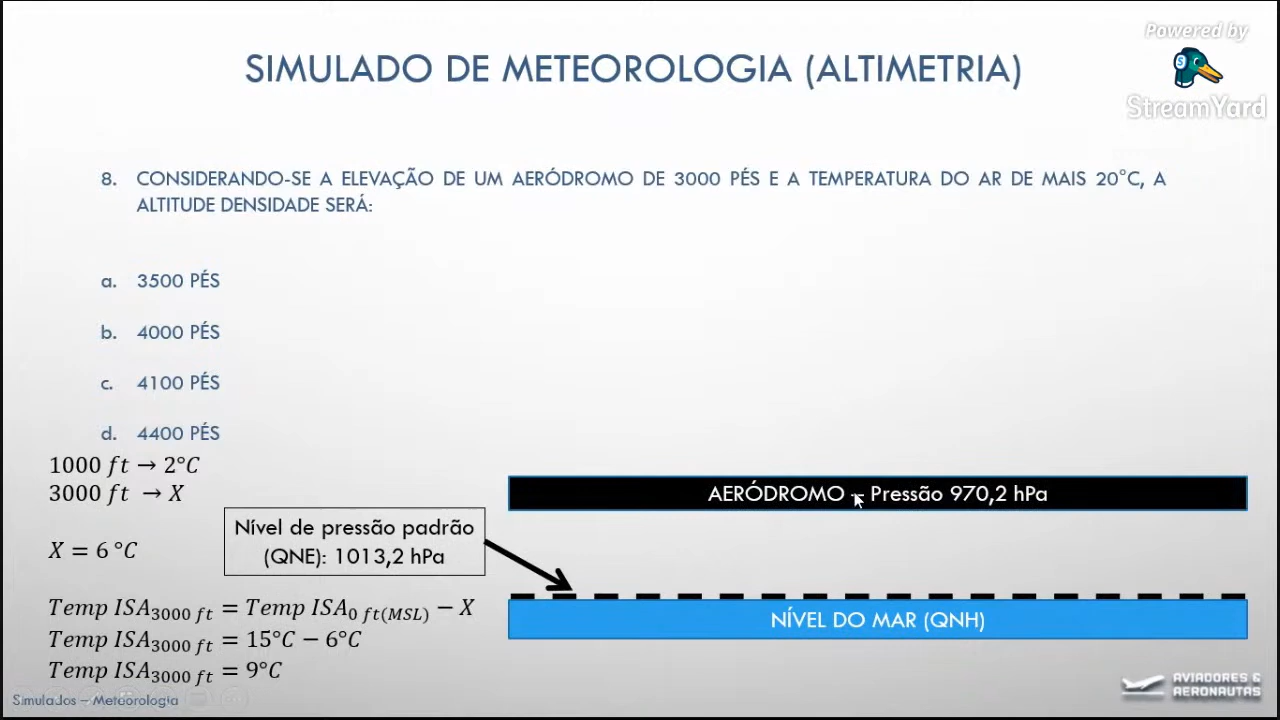 Powered by
StreamYard
SIMULADO DE METEOROLOGIA (ALTIMETRIA)
8. CONSIDERANDO-SE A ELEVAÇÃO DE UM AERÓDROMO DE 3000 PÉS E A TEMPERATURA DO AR DE MAIS 20°C, A
ALTITUDE DENSIDADE SERÁ:
a. 3500 PÉS
b. 4000 PÉS
c. 4100 PÉS
d. 4400 PÉS
1000 ft → 2°C
3000 ft → X
X = 6 °C
Nível de pressão padrão
(QNE): 1013,2 hPa
AERÓDROMO – Pressão 970,2 hPa
NÍVEL DO MAR (QNH)
Temp ISA3000 ft = Temp ISA0 ft(MSL) − X
Temp ISA3000 ft = 15°C − 6°C
Temp ISA3000 ft = 9°C
Simulados – Meteorologia
AVIADORES &
AERONAUTAS